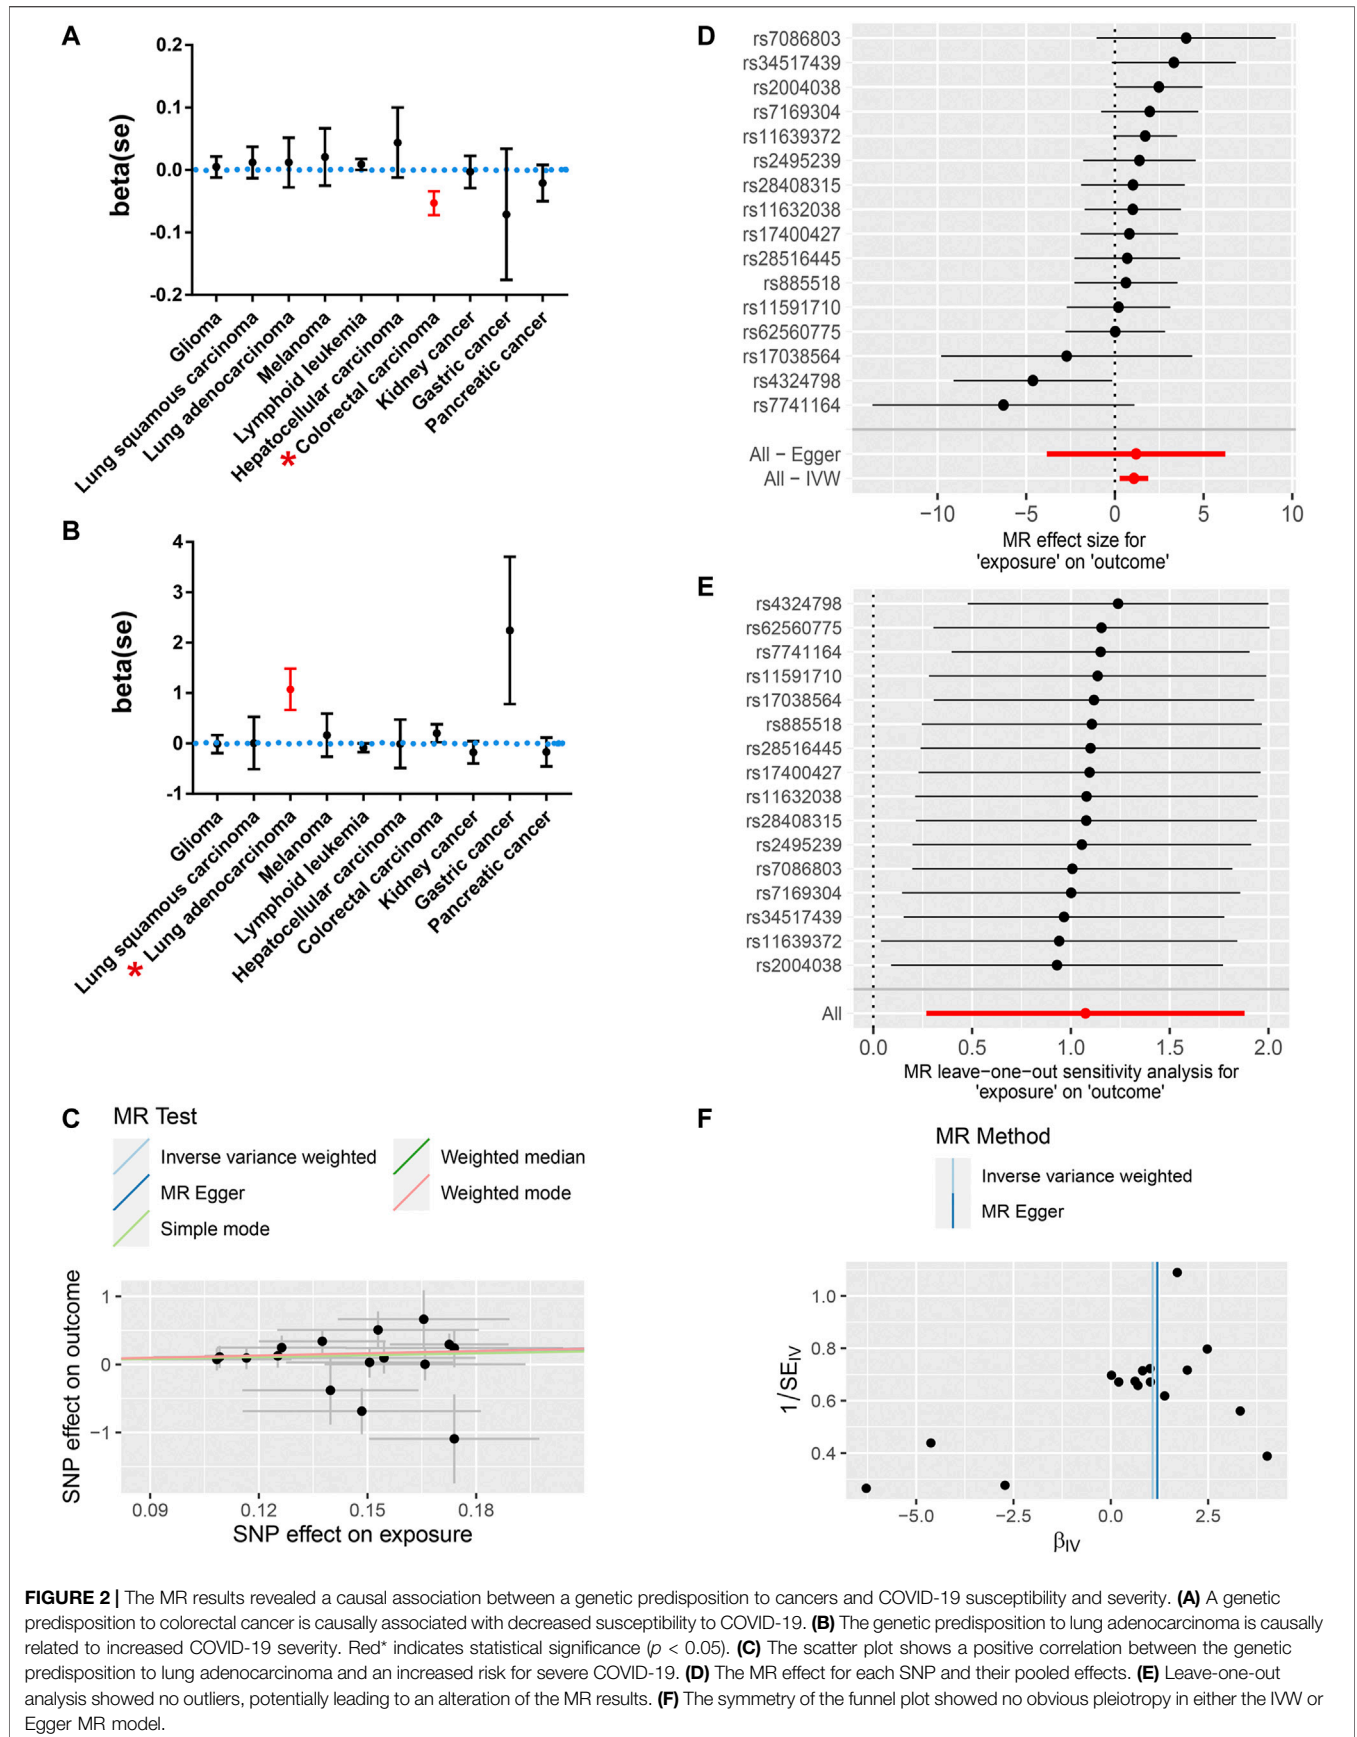 A
0.2
0.1
0.0
-0.1
-0.2
beta(se)
Glioma
Lung squamous carcinoma
Lung adenocarcinoma
Melanoma
Lymphoid leukemia
Hepatocellular carcinoma
* Colorectal carcinoma
Kidney cancer
Gastric cancer
Pancreatic cancer
B
4
3
2
1
0
-1
beta(se)
Glioma
Lung squamous carcinoma
* Lung adenocarcinoma
Melanoma
Lymphoid leukemia
Hepatocellular carcinoma
Colorectal carcinoma
Kidney cancer
Gastric cancer
Pancreatic cancer
C
MR Test
Inverse variance weighted
MR Egger
Simple mode
Weighted median
Weighted mode
SNP effect on outcome
1
0
−1
0.09 0.12 0.15 0.18
SNP effect on exposure
D
rs7086803
rs34517439
rs2004038
rs7169304
rs11639372
rs2495239
rs28408315
rs11632038
rs17400427
rs28516445
rs885518
rs11591710
rs62560775
rs17038564
rs4324798
rs7741164
All − Egger
All − IVW
−10 −5 0 5 10
MR effect size for
'exposure' on 'outcome'
E
rs4324798
rs62560775
rs7741164
rs11591710
rs17038564
rs885518
rs28516445
rs17400427
rs11632038
rs28408315
rs2495239
rs7086803
rs7169304
rs34517439
rs11639372
rs2004038
All
0.0 0.5 1.0 1.5 2.0
MR leave−one−out sensitivity analysis for
'exposure' on 'outcome'
F
MR Method
Inverse variance weighted
MR Egger
1/SE_IV
1.0
0.8
0.6
0.4
−5.0 −2.5 0.0 2.5
β_IV
FIGURE 2 | The MR results revealed a causal association between a genetic predisposition to cancers and COVID-19 susceptibility and severity. (A) A genetic
predisposition to colorectal cancer is causally associated with decreased susceptibility to COVID-19. (B) The genetic predisposition to lung adenocarcinoma is causally
related to increased COVID-19 severity. Red* indicates statistical significance (p < 0.05). (C) The scatter plot shows a positive correlation between the genetic
predisposition to lung adenocarcinoma and an increased risk for severe COVID-19. (D) The MR effect for each SNP and their pooled effects. (E) Leave-one-out
analysis showed no outliers, potentially leading to an alteration of the MR results. (F) The symmetry of the funnel plot showed no obvious pleiotropy in either the IVW or
Egger MR model.